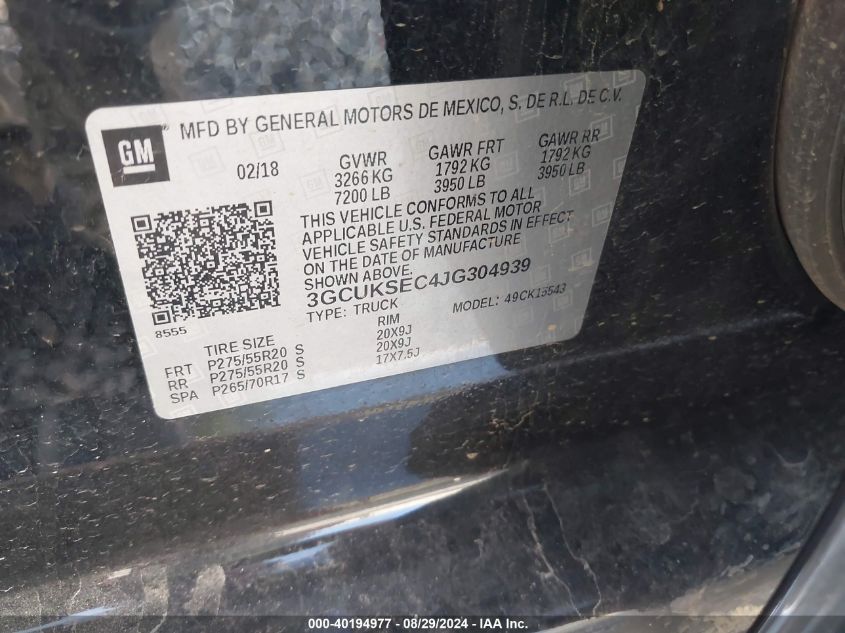 GM
MFD BY GENERAL MOTORS DE MEXICO, S. DE R.L. DE C.V.
02/18
GVWR
3266 KG
7200 LB
GAWR FRT
1792 KG
3950 LB
GAWR RR
1792 KG
3950 LB
THIS VEHICLE CONFORMS TO ALL
APPLICABLE U.S. FEDERAL MOTOR
VEHICLE SAFETY STANDARDS IN EFFECT
ON THE DATE OF MANUFACTURE
SHOWN ABOVE.
3GCUKSEC4JG304939
TYPE: TRUCK MODEL: 49CK15543
8555
TIRE SIZE RIM
FRT P275/55R20 S 20X9J
RR P275/55R20 S 20X9J
SPA P265/70R17 S 17X7.5J
000-40194977 - 08/29/2024 - IAA Inc.